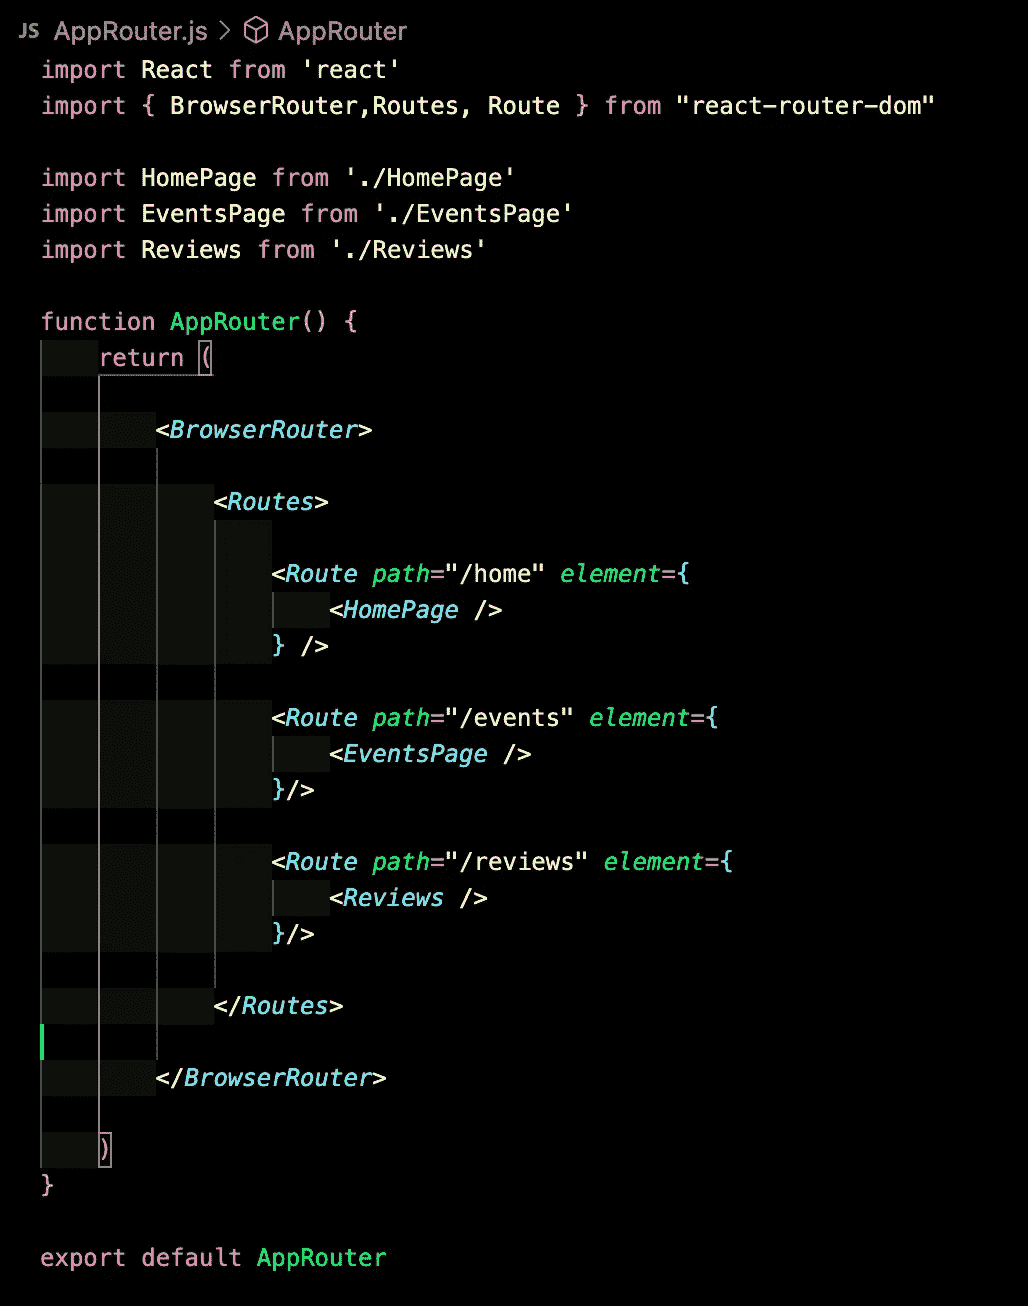 JS AppRouter.js > AppRouter
import React from 'react'
import { BrowserRouter,Routes, Route } from "react-router-dom"
import HomePage from './HomePage'
import EventsPage from './EventsPage'
import Reviews from './Reviews'
function AppRouter() {
return (
<BrowserRouter>
<Routes>
<Route path="/home" element={
<HomePage />
} />
<Route path="/events" element={
<EventsPage />
}/>
<Route path="/reviews" element={
<Reviews />
}/>
</Routes>
</BrowserRouter>
)
}
export default AppRouter